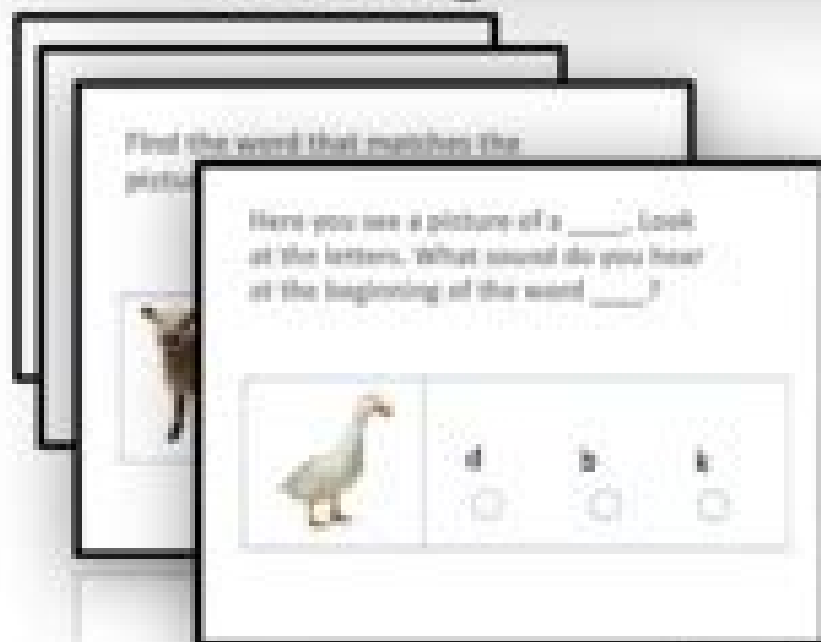 Find the word that matches the
Here you see a picture of a ____. Look
at the letters. What sound do you hear
at the beginning of the word ____?
d b k